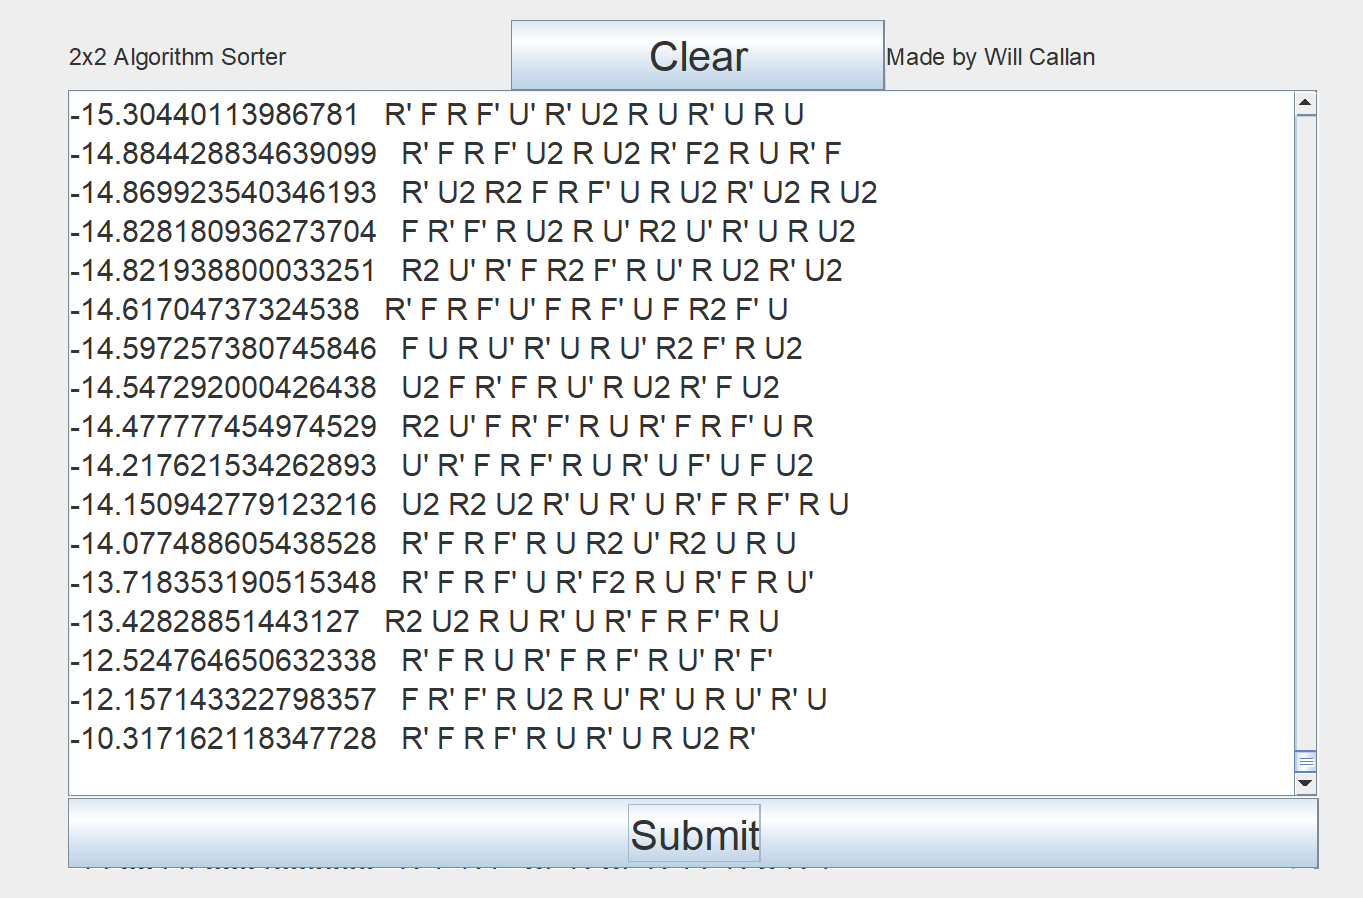 2x2 Algorithm Sorter
Clear
Made by Will Callan
-15.30440113986781 R' F R F' U' R' U2 R U R' U R U
-14.884428834639099 R' F R F' U2 R U2 R' F2 R U R' F
-14.869923540346193 R' U2 R2 F R F' U R U2 R' U2 R U2
-14.828180936273704 F R' F' R U2 R U' R2 U' R' U R U2
-14.821938800033251 R2 U' R' F R2 F' R U' R U2 R' U2
-14.61704737324538 R' F R F' U' F R F' U F R2 F' U
-14.597257380745846 F U R U' R' U R U' R2 F' R U2
-14.547292000426438 U2 F R' F R U' R U2 R' F U2
-14.477777454974529 R2 U' F R' F' R U R' F R F' U R
-14.217621534262893 U' R' F R F' R U R' U F' U F U2
-14.150942779123216 U2 R2 U2 R' U R' U R' F R F' R U
-14.077488605438528 R' F R F' R U R2 U' R2 U R U
-13.718353190515348 R' F R F' U R' F2 R U R' F R U'
-13.42828851443127 R2 U2 R U R' U R' F R F' R U
-12.524764650632338 R' F R U R' F R F' R U' R' F'
-12.157143322798357 F R' F' R U2 R U' R' U R U' R' U
-10.317162118347728 R' F R F' R U R' U R U2 R'
Submit